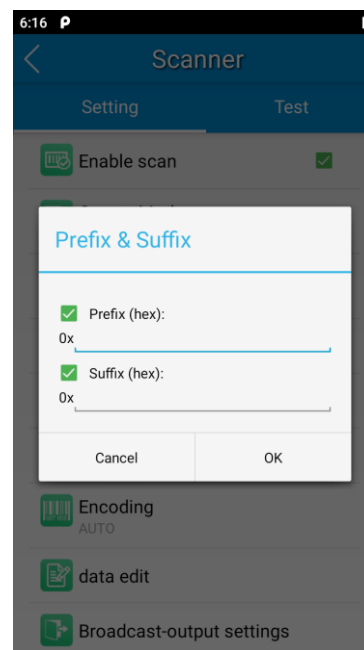 6:16
Scanner
Setting
Test
Enable scan
Prefix & Suffix
Prefix (hex):
0x
Suffix (hex):
0x
Cancel
OK
Encoding
AUTO
data edit
Broadcast-output settings